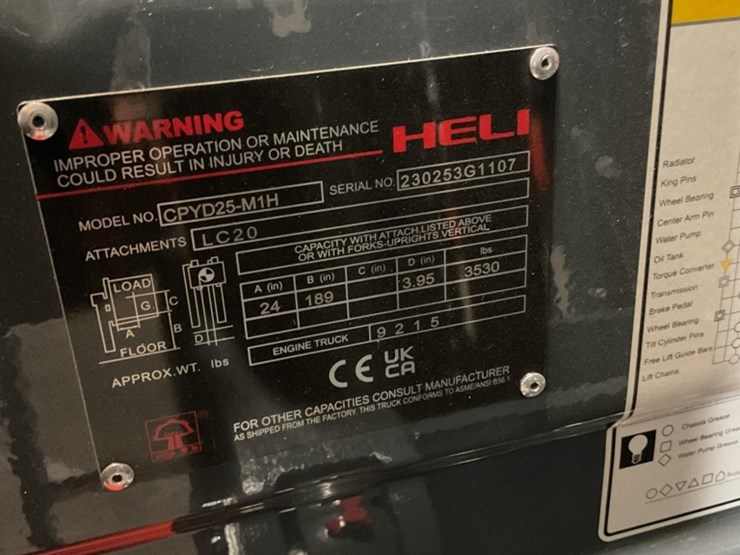 WARNING
HELI
IMPROPER OPERATION OR MAINTENANCE
COULD RESULT IN INJURY OR DEATH
MODEL NO. CPYD25-M1H
SERIAL NO. 230253G1107
ATTACHMENTS LC20
CAPACITY WITH ATTACH.LISTED ABOVE
OR WITH FORKS-UPRIGHTS VERTICAL
A (in) B (in) C (in) D (in) lbs
24 189 3.95 3530
LOAD
G C
A B D
FLOOR
ENGINE TRUCK 9215
APPROX.WT. lbs
CE UK
CA
FOR OTHER CAPACITIES CONSULT MANUFACTURER
AS SHIPPED FROM THE FACTORY THIS TRUCK CONFORMS TO ASME/ANSI B56.1
Radiator
King Pins
Wheel Bearing
Center Arm Pin
Water Pump
Oil Tank
Torque Converter
Transmission
Brake Pedal
Wheel Bearing
Tilt Cylinder Pins
Free Lift Guide Bars
Lift Chains
Chassis Grease
Wheel Bearing
Water Pump Grease